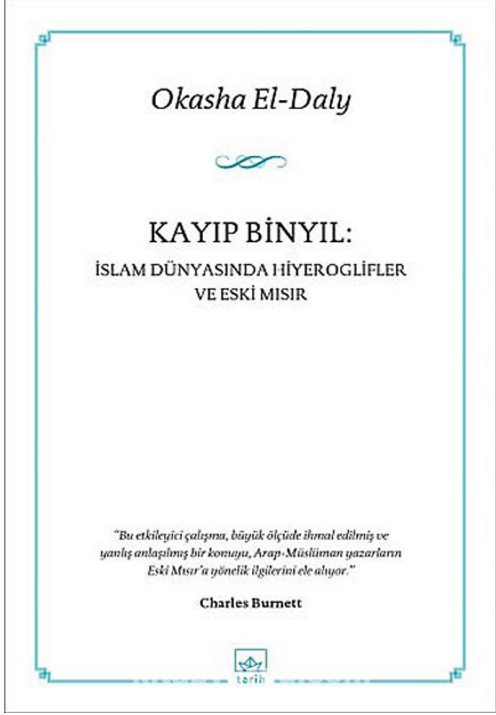 Okasha El-Daly
KAYIP BİNYIL:
İSLAM DÜNYASINDA HİYEROGLİFLER
VE ESKİ MISIR
“Bu etkileyici çalışma, büyük ölçüde ihmal edilmiş ve
yanlış anlaşılmış bir konuyu, Arap-Müslüman yazarların
Eski Mısır’a yönelik ilgilerini ele alıyor.”
Charles Burnett
tarih